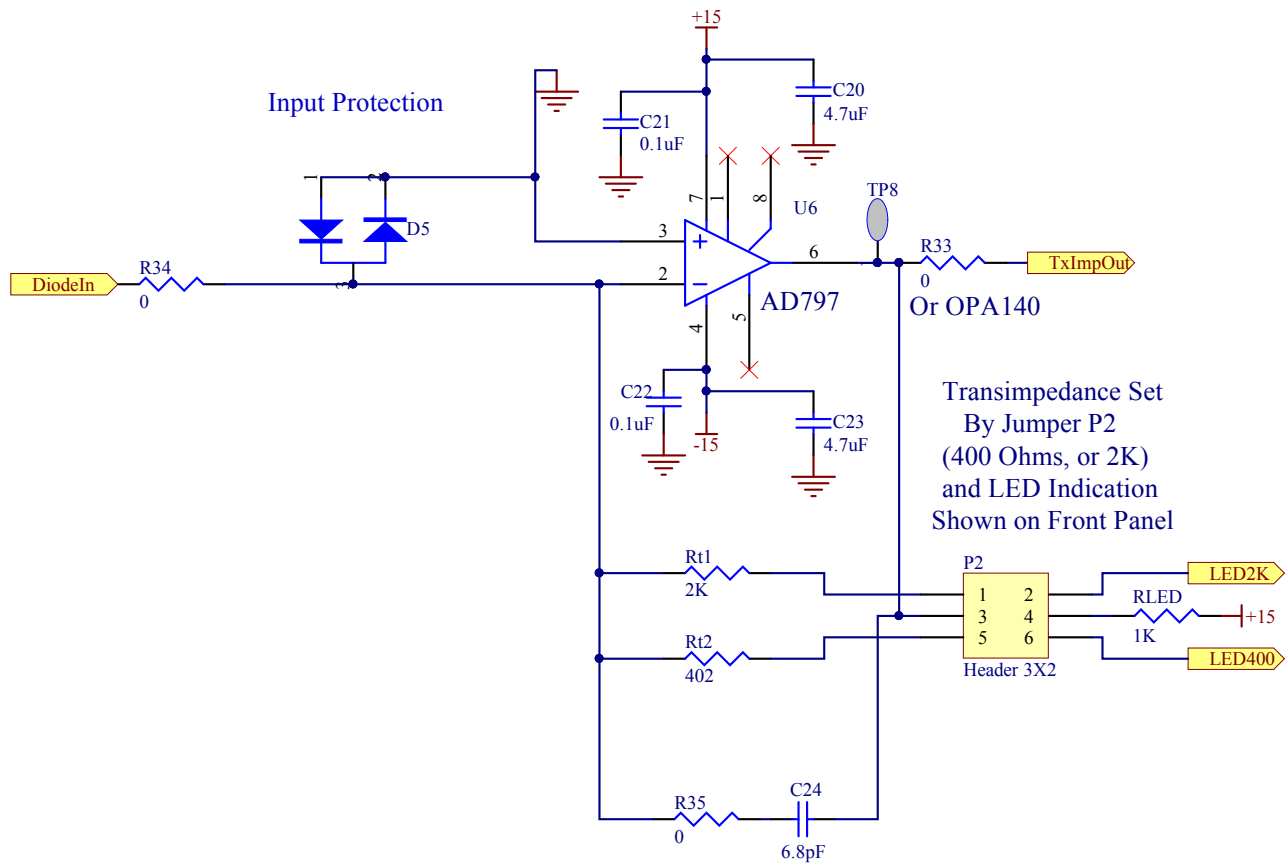 +15
Input Protection
C20
4.7uF
C21
0.1uF
1
2
7
1
8
TP8
U6
D5
3
6
R33
TxImpOut
0
R34
DiodeIn
0
3
2
AD797
Or OPA140
4
5
C22
0.1uF
-15
C23
4.7uF
Transimpedance Set
By Jumper P2
(400 Ohms, or 2K)
and LED Indication
Shown on Front Panel
Rt1
2K
P2
LED2K
1
2
RLED
3
4
+15
1K
5
6
LED400
Rt2
402
Header 3X2
R35
0
C24
6.8pF